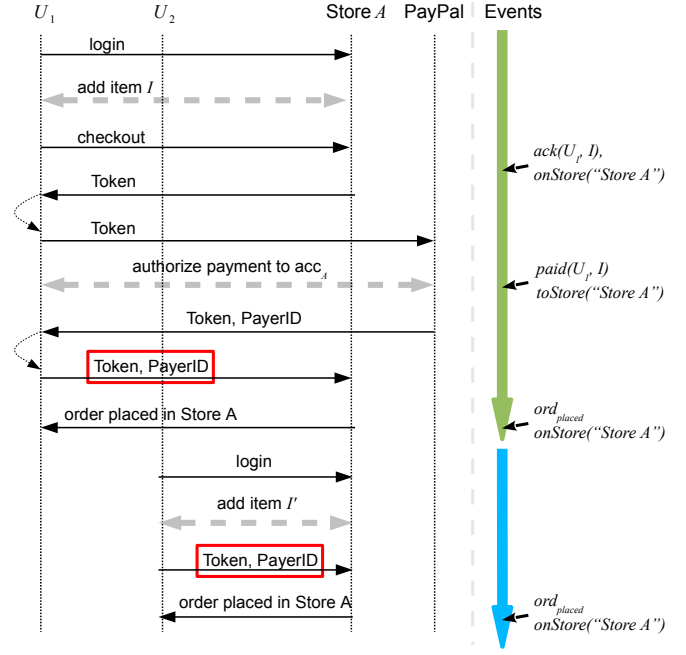 U1 U2 Store A PayPal Events
login
add item I
checkout
ack(U1, I),
onStore("Store A")
Token
Token
authorize payment to accA
paid(U1, I)
toStore("Store A")
Token, PayerID
Token, PayerID
order placed in Store A
ordplaced
onStore("Store A")
login
add item I'
Token, PayerID
order placed in Store A
ordplaced
onStore("Store A")